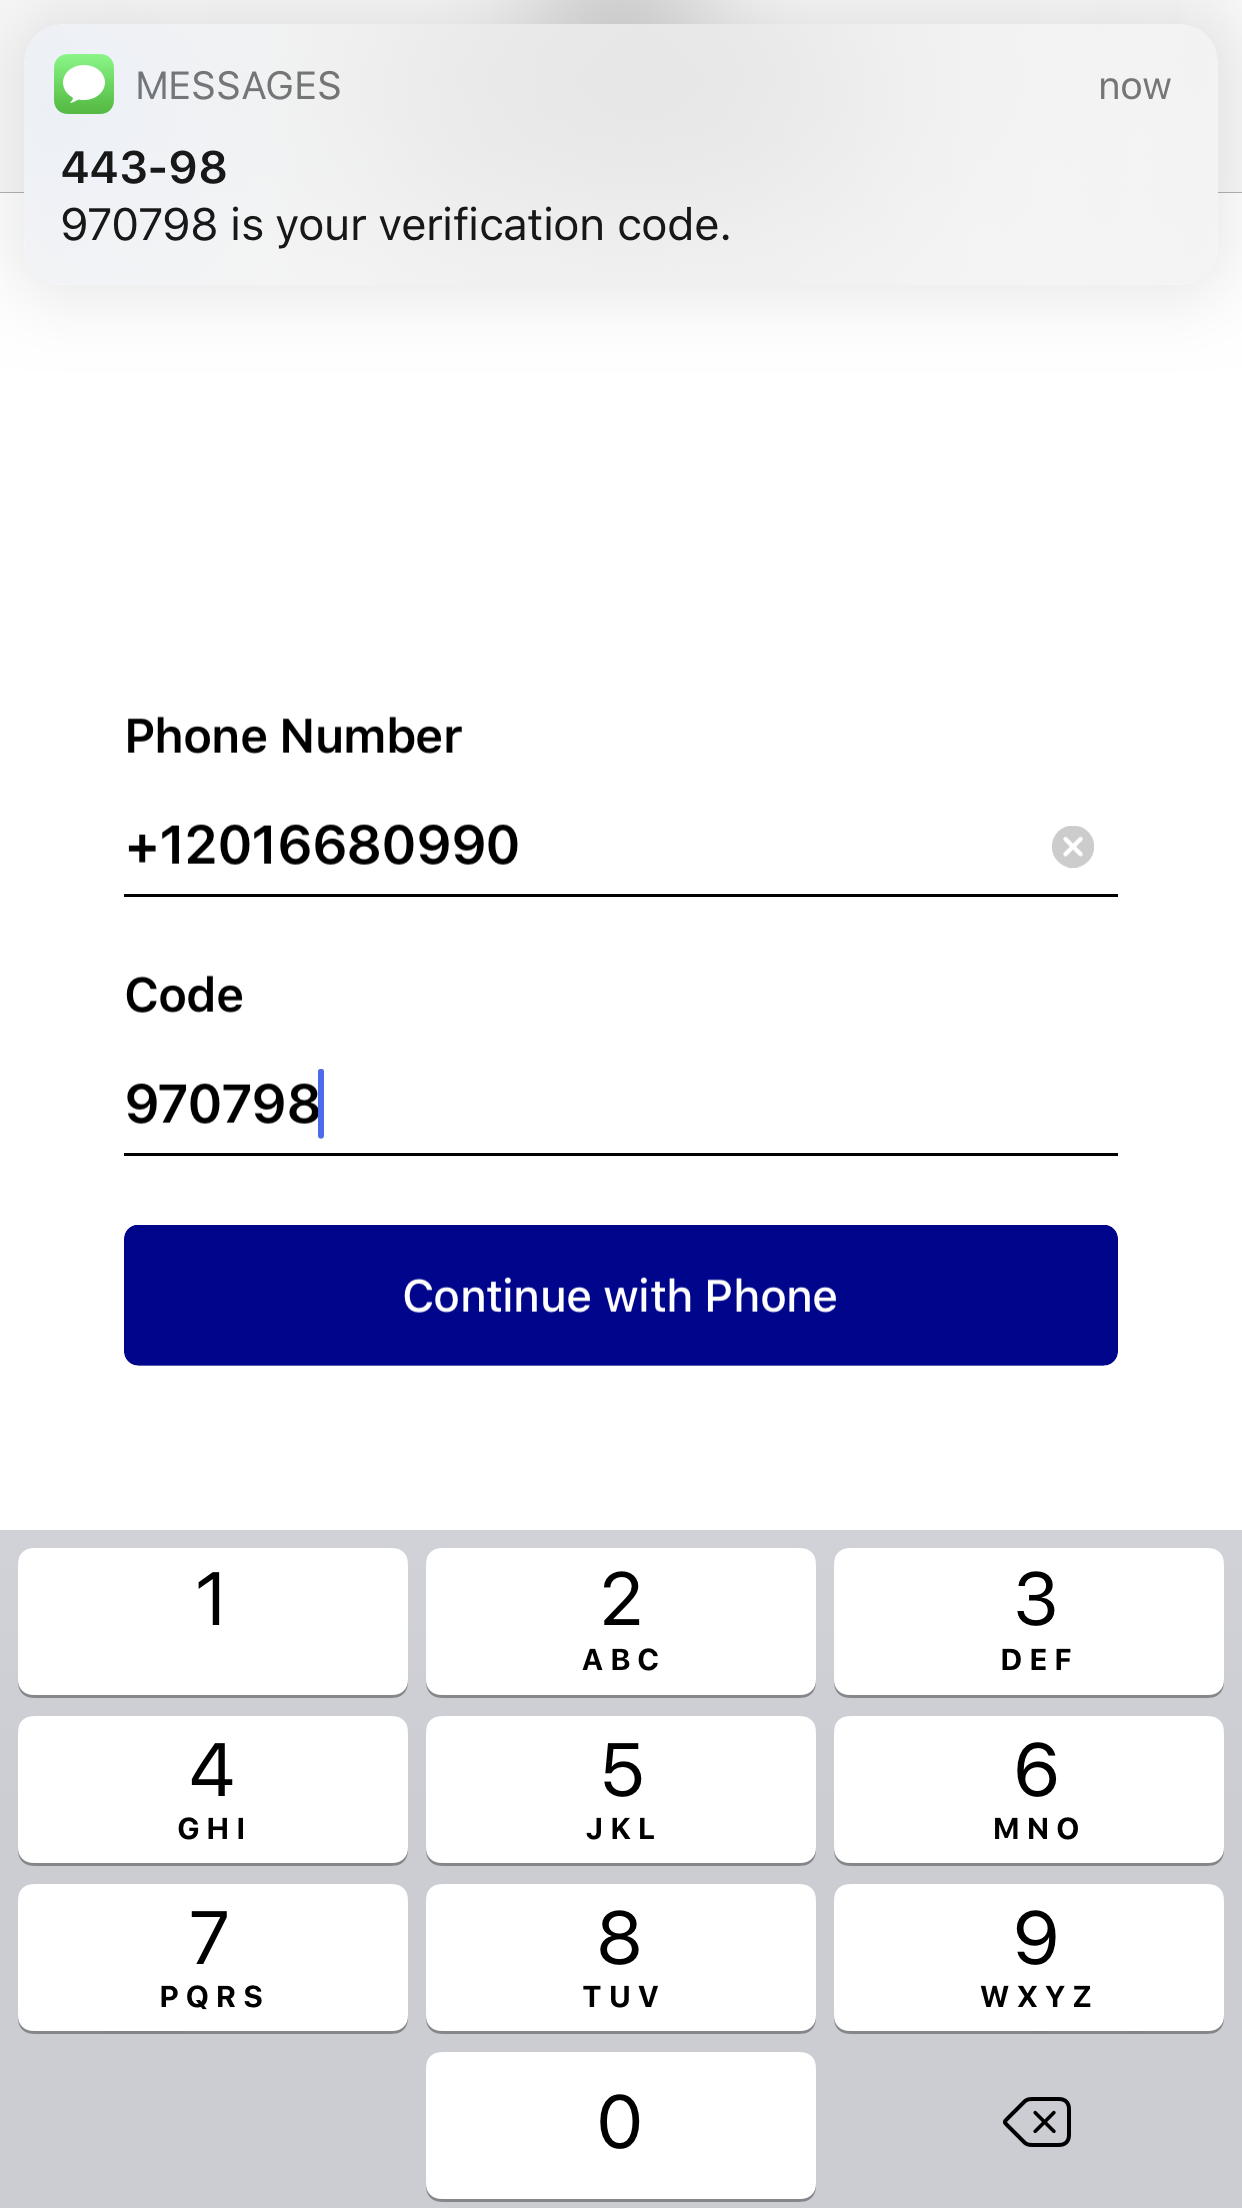 MESSAGES now
443-98
970798 is your verification code.
Phone Number
+12016680990
Code
970798
Continue with Phone
1 2 3
ABC DEF
4 5 6
GHI JKL MNO
7 8 9
PQRS TUV WXYZ
0